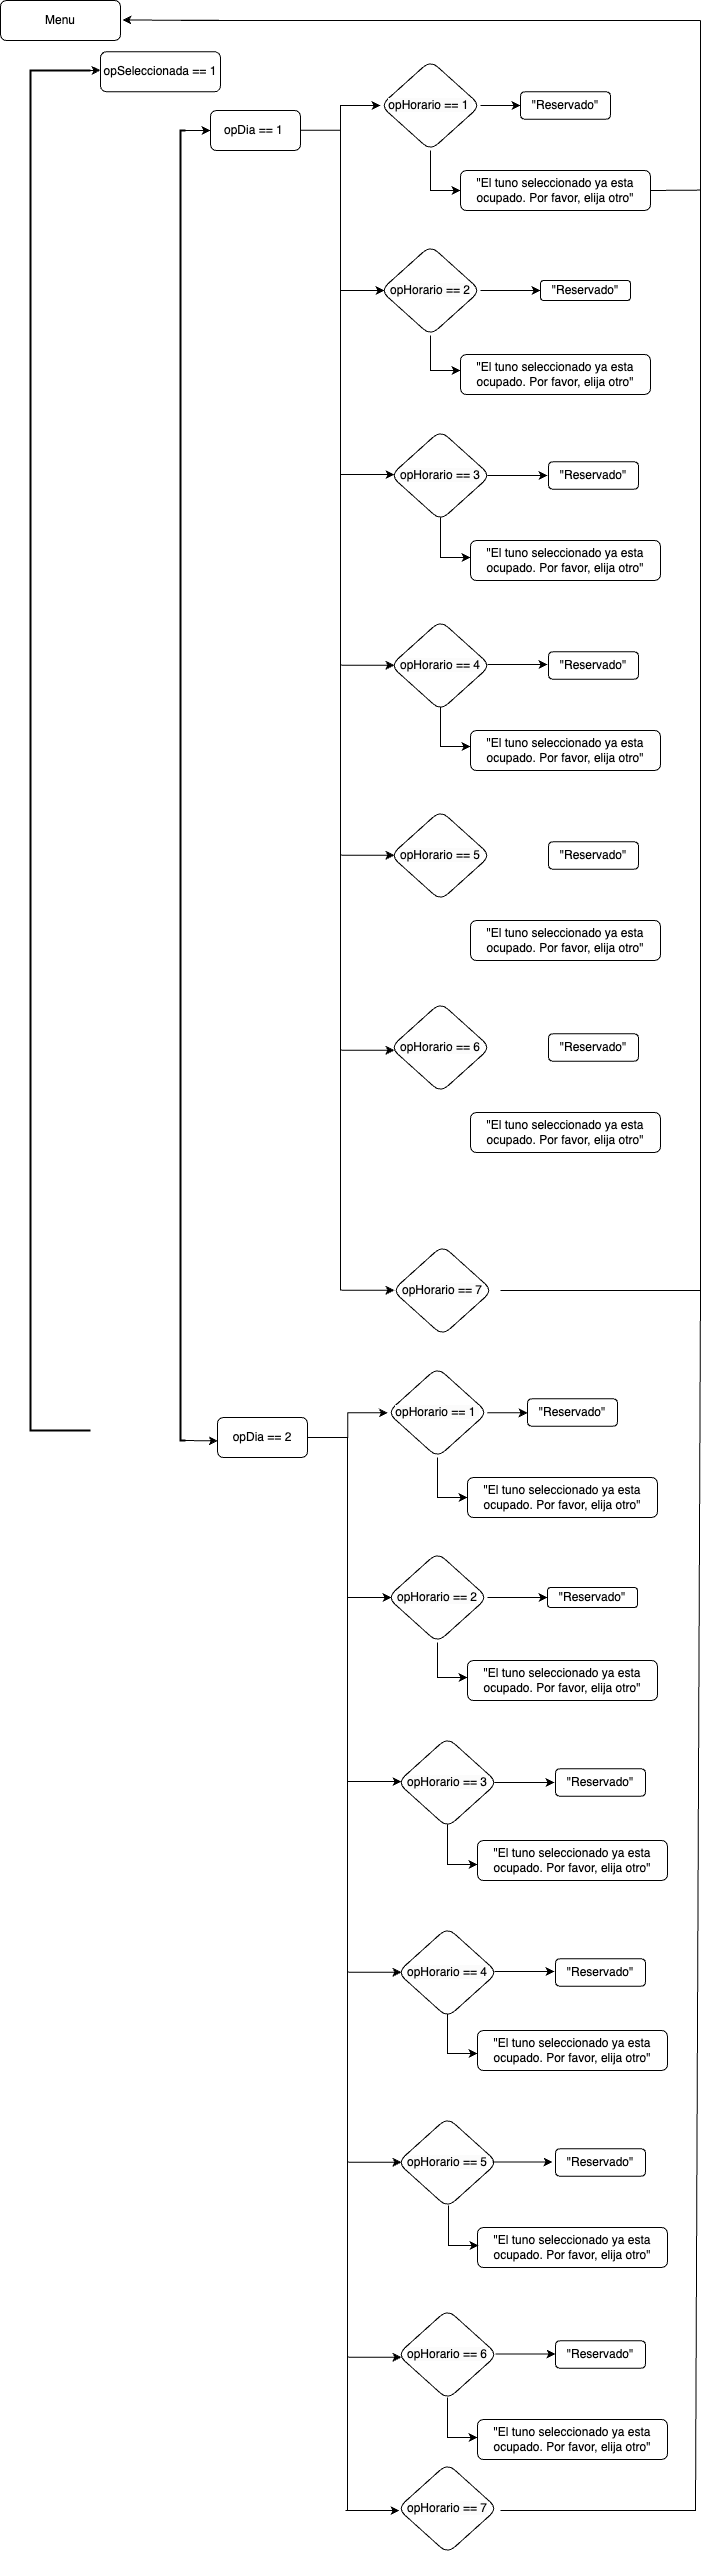 Menu
opSeleccionada == 1
opDia == 1
opHorario == 1
"Reservado"
"El tuno seleccionado ya esta
ocupado. Por favor, elija otro"
opHorario == 2
"Reservado"
"El tuno seleccionado ya esta
ocupado. Por favor, elija otro"
opHorario == 3
"Reservado"
"El tuno seleccionado ya esta
ocupado. Por favor, elija otro"
opHorario == 4
"Reservado"
"El tuno seleccionado ya esta
ocupado. Por favor, elija otro"
opHorario == 5
"Reservado"
"El tuno seleccionado ya esta
ocupado. Por favor, elija otro"
opHorario == 6
"Reservado"
"El tuno seleccionado ya esta
ocupado. Por favor, elija otro"
opHorario == 7
opDia == 2
opHorario == 1
"Reservado"
"El tuno seleccionado ya esta
ocupado. Por favor, elija otro"
opHorario == 2
"Reservado"
"El tuno seleccionado ya esta
ocupado. Por favor, elija otro"
opHorario == 3
"Reservado"
"El tuno seleccionado ya esta
ocupado. Por favor, elija otro"
opHorario == 4
"Reservado"
"El tuno seleccionado ya esta
ocupado. Por favor, elija otro"
opHorario == 5
"Reservado"
"El tuno seleccionado ya esta
ocupado. Por favor, elija otro"
opHorario == 6
"Reservado"
"El tuno seleccionado ya esta
ocupado. Por favor, elija otro"
opHorario == 7